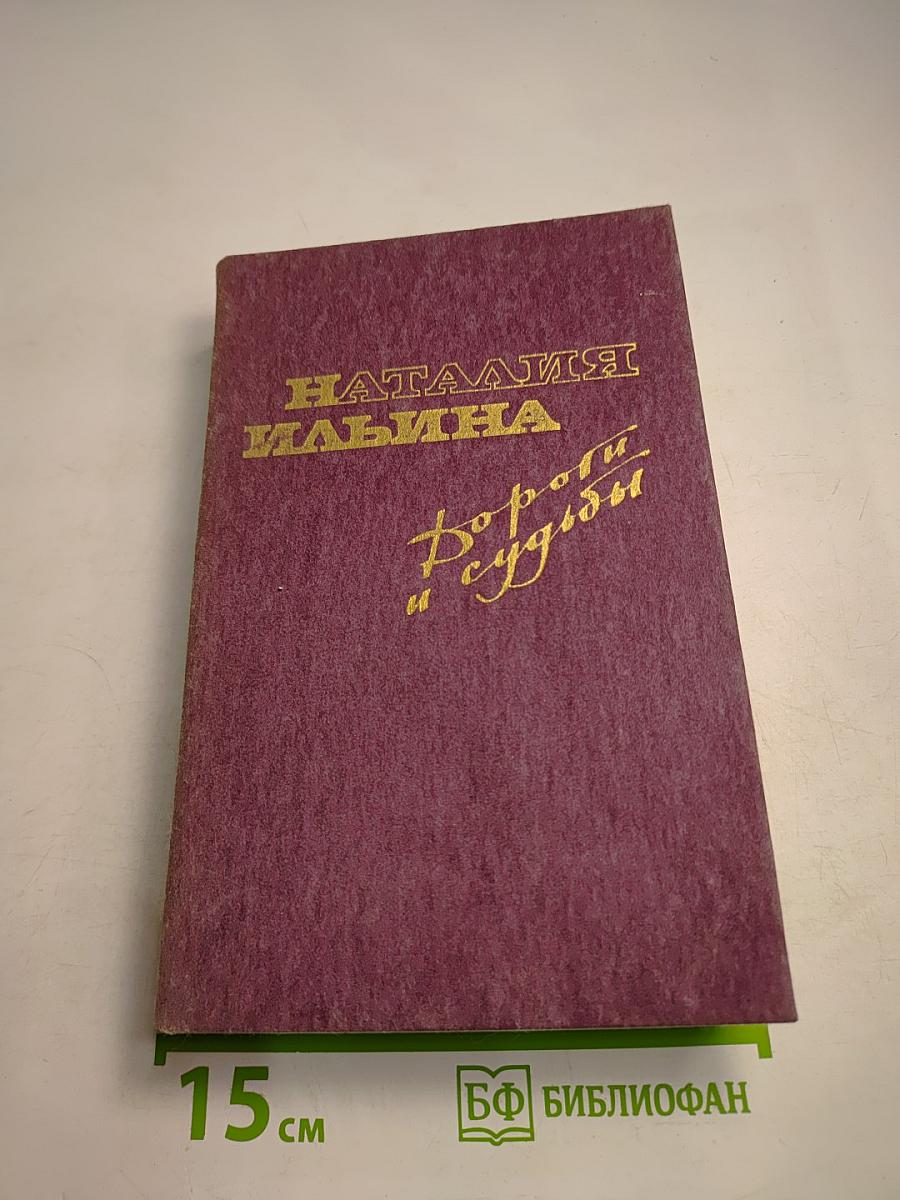 НАТАЛИЯ
ИЛЬИНА
Дороги
и судьбы
15 см
БФ БИБЛИОФАН